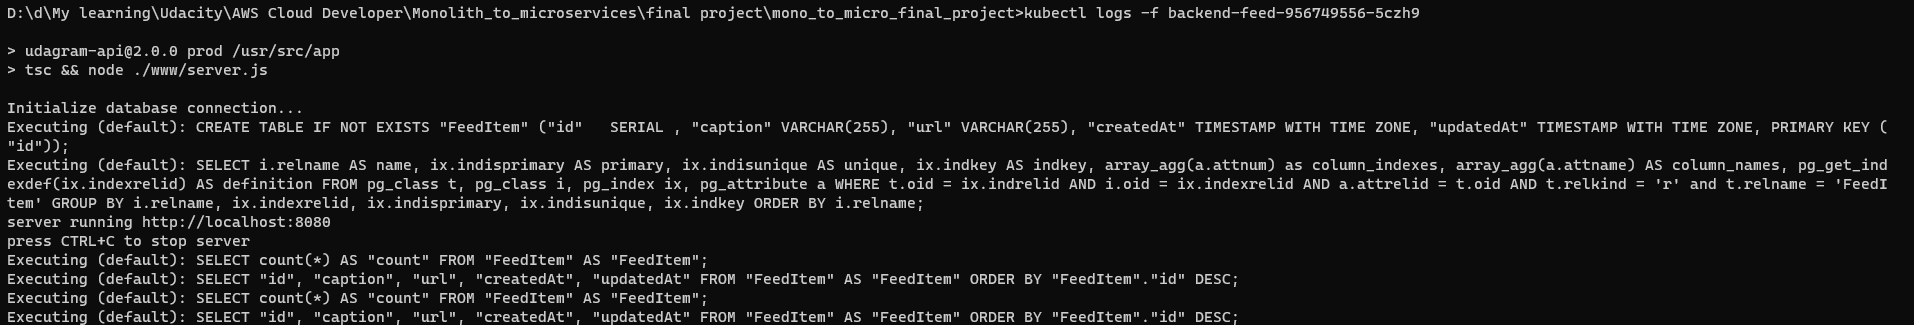 D:\d\My learning\Udacity\AWS Cloud Developer\Monolith_to_microservices\final project\mono_to_micro_final_project>kubectl logs -f backend-feed-956749556-5czh9
> udagram-api@2.0.0 prod /usr/src/app
> tsc && node ./www/server.js
Initialize database connection...
Executing (default): CREATE TABLE IF NOT EXISTS "FeedItem" ("id"   SERIAL , "caption" VARCHAR(255), "url" VARCHAR(255), "createdAt" TIMESTAMP WITH TIME ZONE, "updatedAt" TIMESTAMP WITH TIME ZONE, PRIMARY KEY (
"id"));
Executing (default): SELECT i.relname AS name, ix.indisprimary AS primary, ix.indisunique AS unique, ix.indkey AS indkey, array_agg(a.attnum) as column_indexes, array_agg(a.attname) AS column_names, pg_get_ind
exdef(ix.indexrelid) AS definition FROM pg_class t, pg_class i, pg_index ix, pg_attribute a WHERE t.oid = ix.indrelid AND i.oid = ix.indexrelid AND a.attrelid = t.oid AND t.relkind = 'r' and t.relname = 'FeedI
tem' GROUP BY i.relname, ix.indexrelid, ix.indisprimary, ix.indisunique, ix.indkey ORDER BY i.relname;
server running http://localhost:8080
press CTRL+C to stop server
Executing (default): SELECT count(*) AS "count" FROM "FeedItem" AS "FeedItem";
Executing (default): SELECT "id", "caption", "url", "createdAt", "updatedAt" FROM "FeedItem" AS "FeedItem" ORDER BY "FeedItem"."id" DESC;
Executing (default): SELECT count(*) AS "count" FROM "FeedItem" AS "FeedItem";
Executing (default): SELECT "id", "caption", "url", "createdAt", "updatedAt" FROM "FeedItem" AS "FeedItem" ORDER BY "FeedItem"."id" DESC;